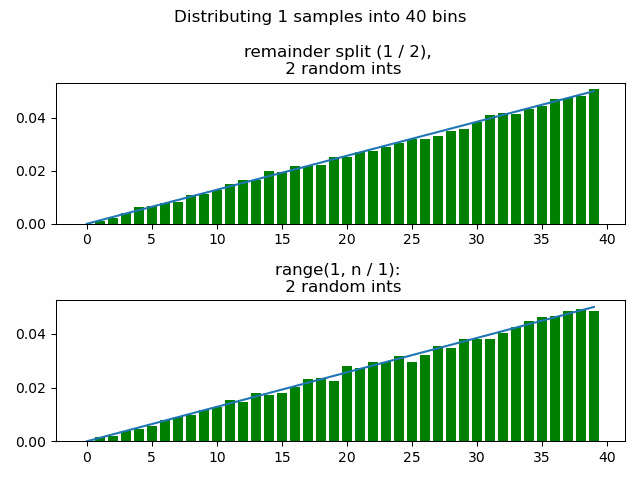 Distributing 1 samples into 40 bins
remainder split (1 / 2),
2 random ints
0.04
0.02
0.00
0 5 10 15 20 25 30 35 40
range(1, n / 1):
2 random ints
0.04
0.02
0.00
0 5 10 15 20 25 30 35 40